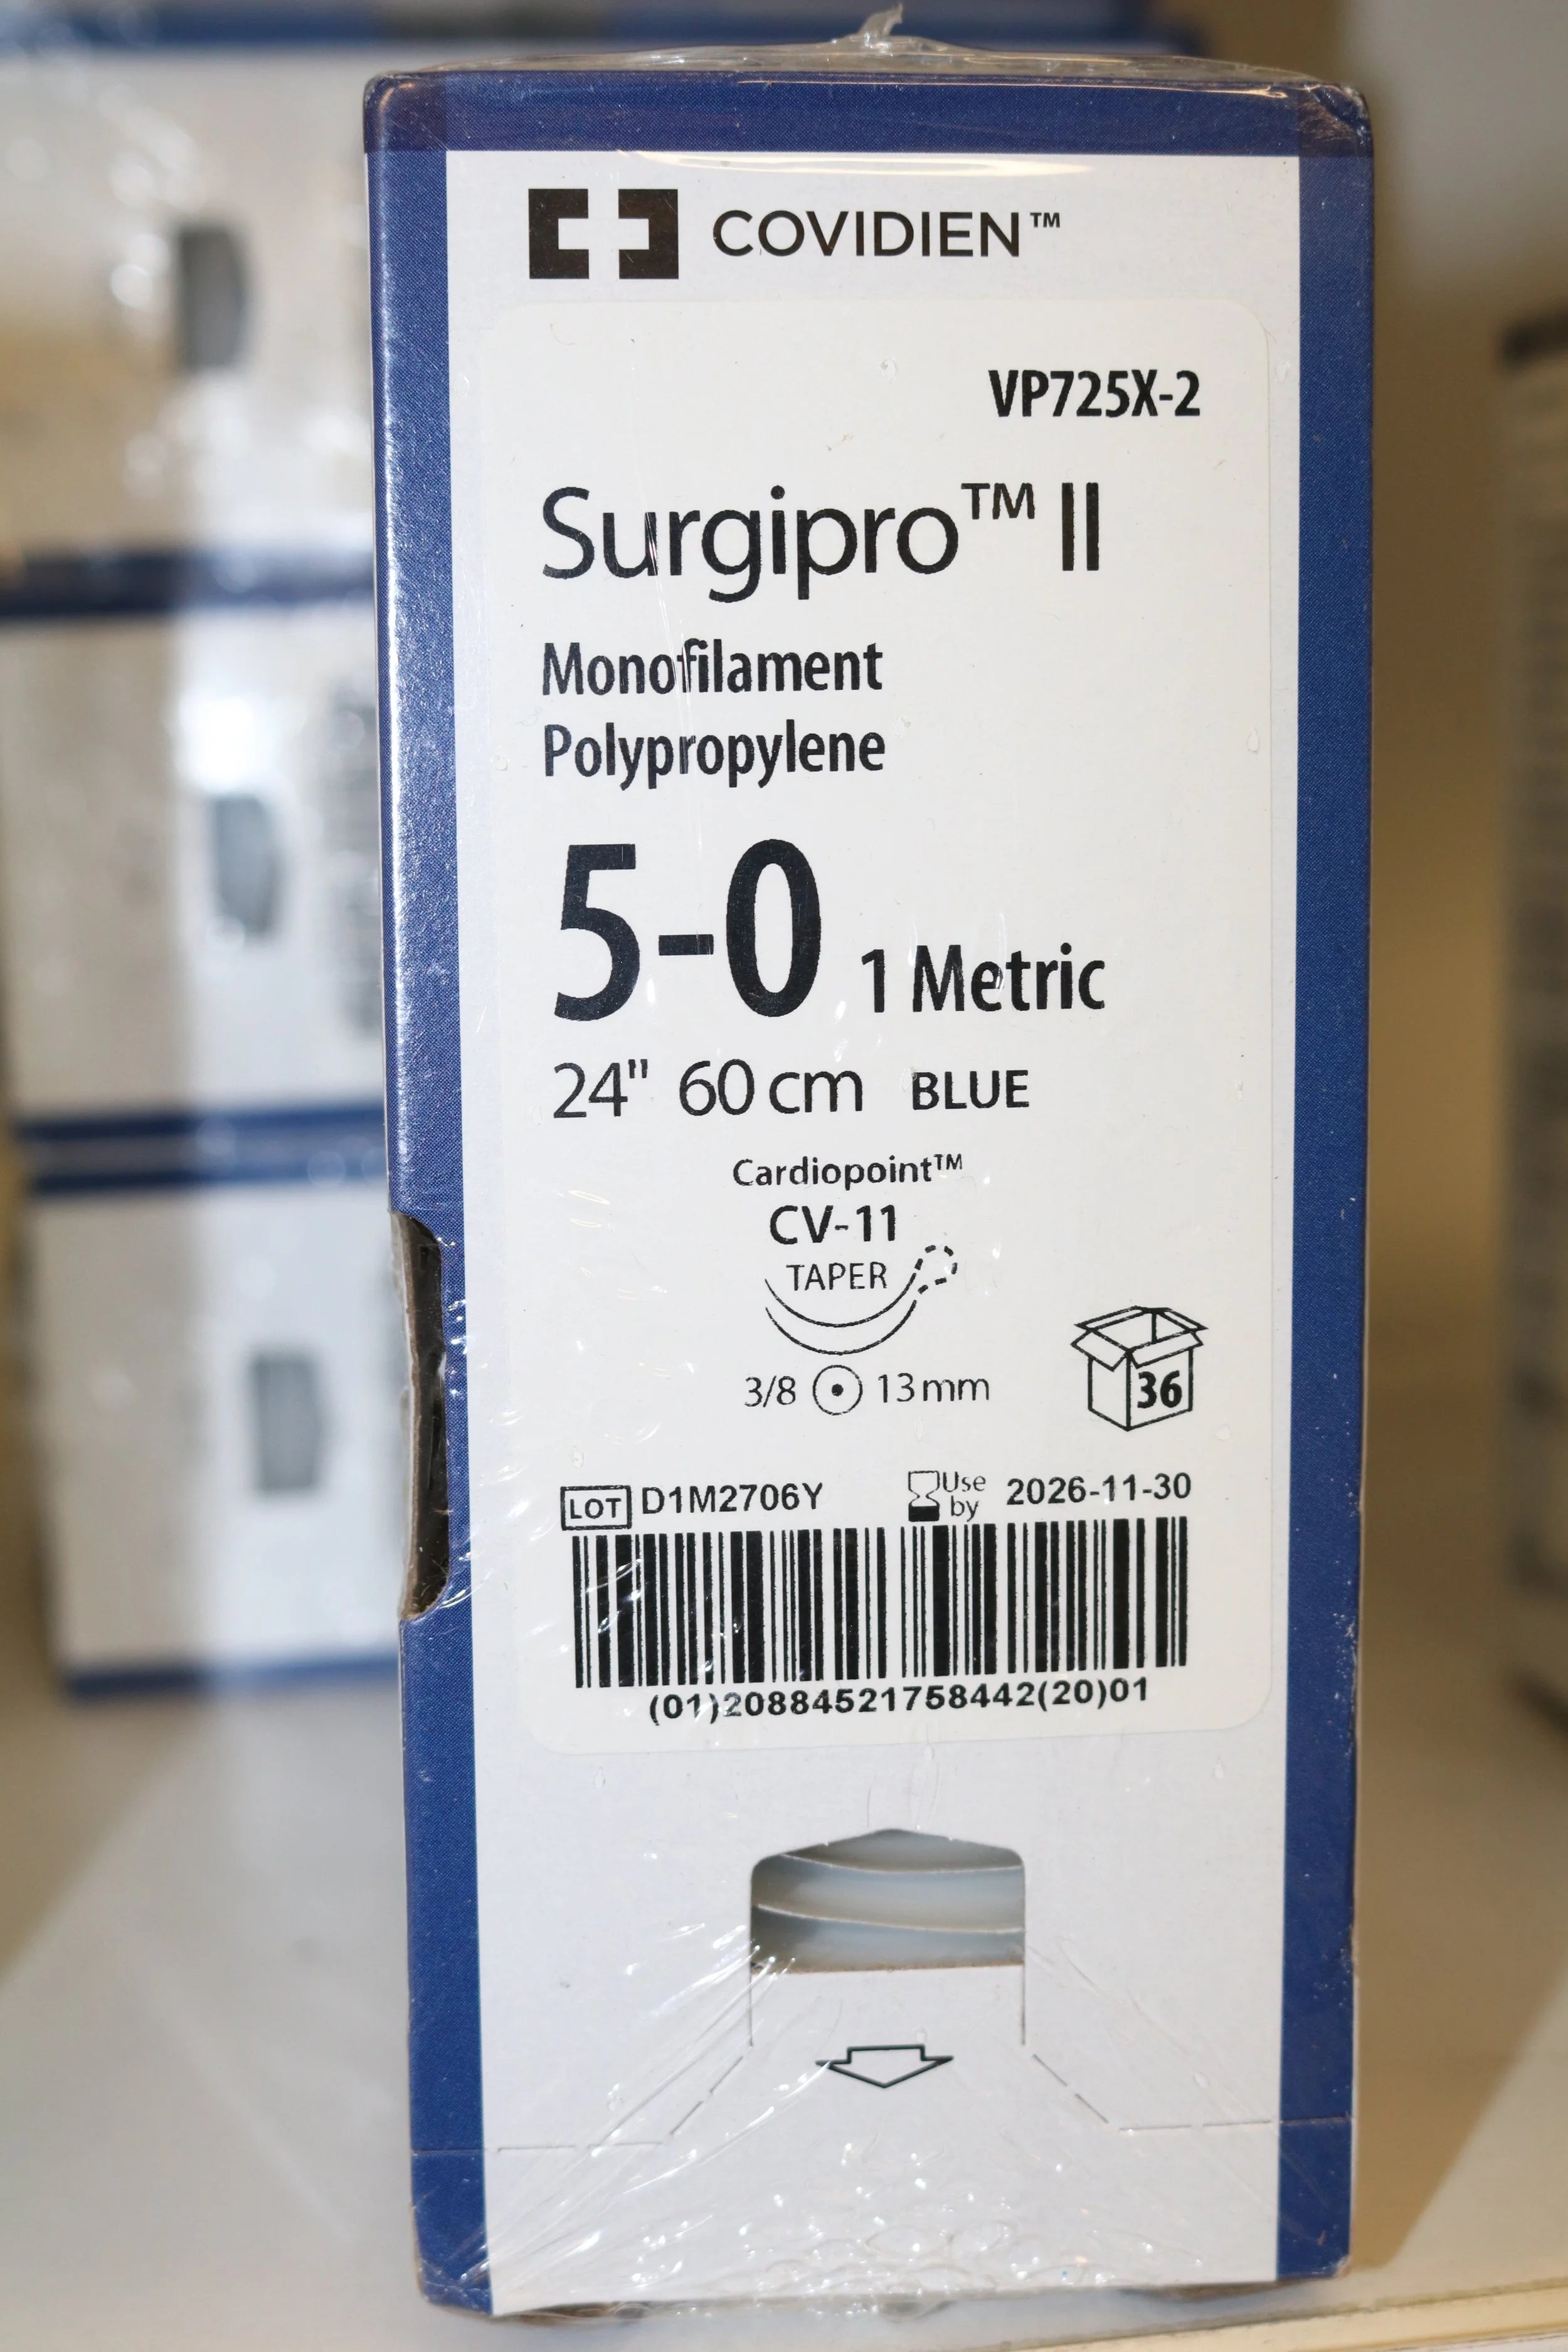 COVIDIEN™
VP725X-2
Surgipro™ II
Monofilament
Polypropylene
5-0 1 Metric
24" 60 cm BLUE
Cardiopoint™
CV-11
TAPER
3/8 13mm
36
LOT D1M2706Y Use by 2026-11-30
(01)20884521758442(20)01